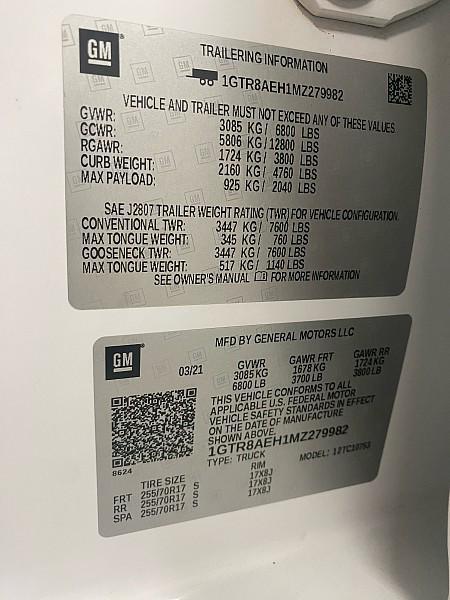 GM
TRAILERING INFORMATION
1GTR8AEH1MZ279982
VEHICLE AND TRAILER MUST NOT EXCEED ANY OF THESE VALUES
GVWR: 3085 KG / 6800 LBS
GCWR: 5806 KG / 12800 LBS
RGAWR: 1724 KG / 3800 LBS
CURB WEIGHT: 2160 KG / 4760 LBS
MAX PAYLOAD: 925 KG / 2040 LBS
SAE J2807 TRAILER WEIGHT RATING (TWR) FOR VEHICLE CONFIGURATION.
CONVENTIONAL TWR: 3447 KG / 7600 LBS
MAX TONGUE WEIGHT: 345 KG / 760 LBS
GOOSENECK TWR: 3447 KG / 7600 LBS
MAX TONGUE WEIGHT: 517 KG / 1140 LBS
SEE OWNER'S MANUAL FOR MORE INFORMATION
GM
MFD BY GENERAL MOTORS LLC
03/21 GVWR GAWR FRT GAWR RR
3085 KG 1678 KG 1724 KG
6800 LB 3700 LB 3800 LB
THIS VEHICLE CONFORMS TO ALL
APPLICABLE U.S. FEDERAL MOTOR
VEHICLE SAFETY STANDARDS IN EFFECT
ON THE DATE OF MANUFACTURE
SHOWN ABOVE.
1GTR8AEH1MZ279982
8624
TYPE: TRUCK MODEL: 12TC10753
TIRE SIZE RIM
FRT 255/70R17 S 17X8J
RR 255/70R17 S 17X8J
SPA 255/70R17 S 17X8J